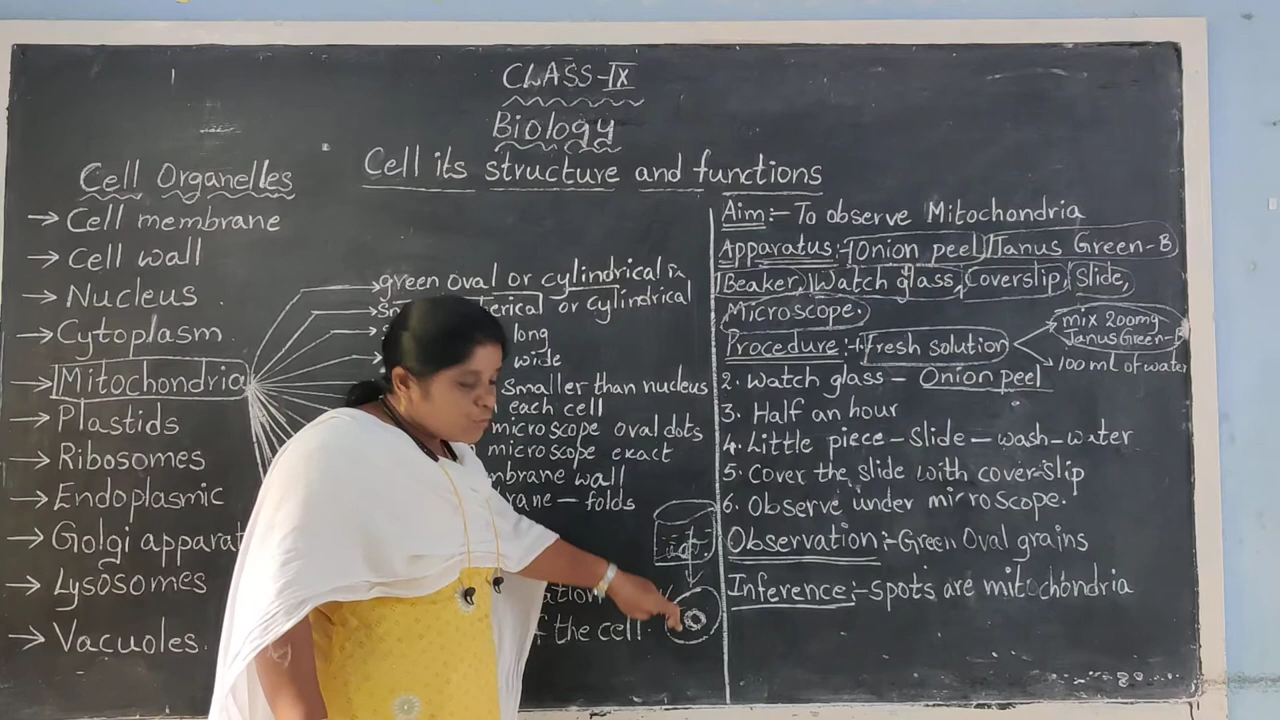 CLASS-IX
Biology
Cell its structure and functions
Cell Organelles
→ Cell membrane
→ Cell wall
→ Nucleus
→ Cytoplasm
→ Mitochondria
→ Plastids
→ Ribosomes
→ Endoplasmic
→ Golgi apparat
→ Lysosomes
→ Vacuoles.
green oval or cylindrical
or cylindrical
long
wide
Smaller than nucleus
each cell
microscope oval dots
microscope exact
wall
folds
of the cell.
Aim:- To observe Mitochondria
Apparatus:- Onion peel, Janus Green-B
Beaker, Watch glass, Coverslip, Slide,
Microscope.
Procedure:- 1. Fresh solution
mix 200mg
Janus Green-B
100 mL of water
2. Watch glass – Onion peel
3. Half an hour
4. Little piece – Slide – wash – water
5. Cover the slide with cover-slip
6. Observe under microscope.
Observation:- Green Oval grains
Inference:- spots are mitochondria